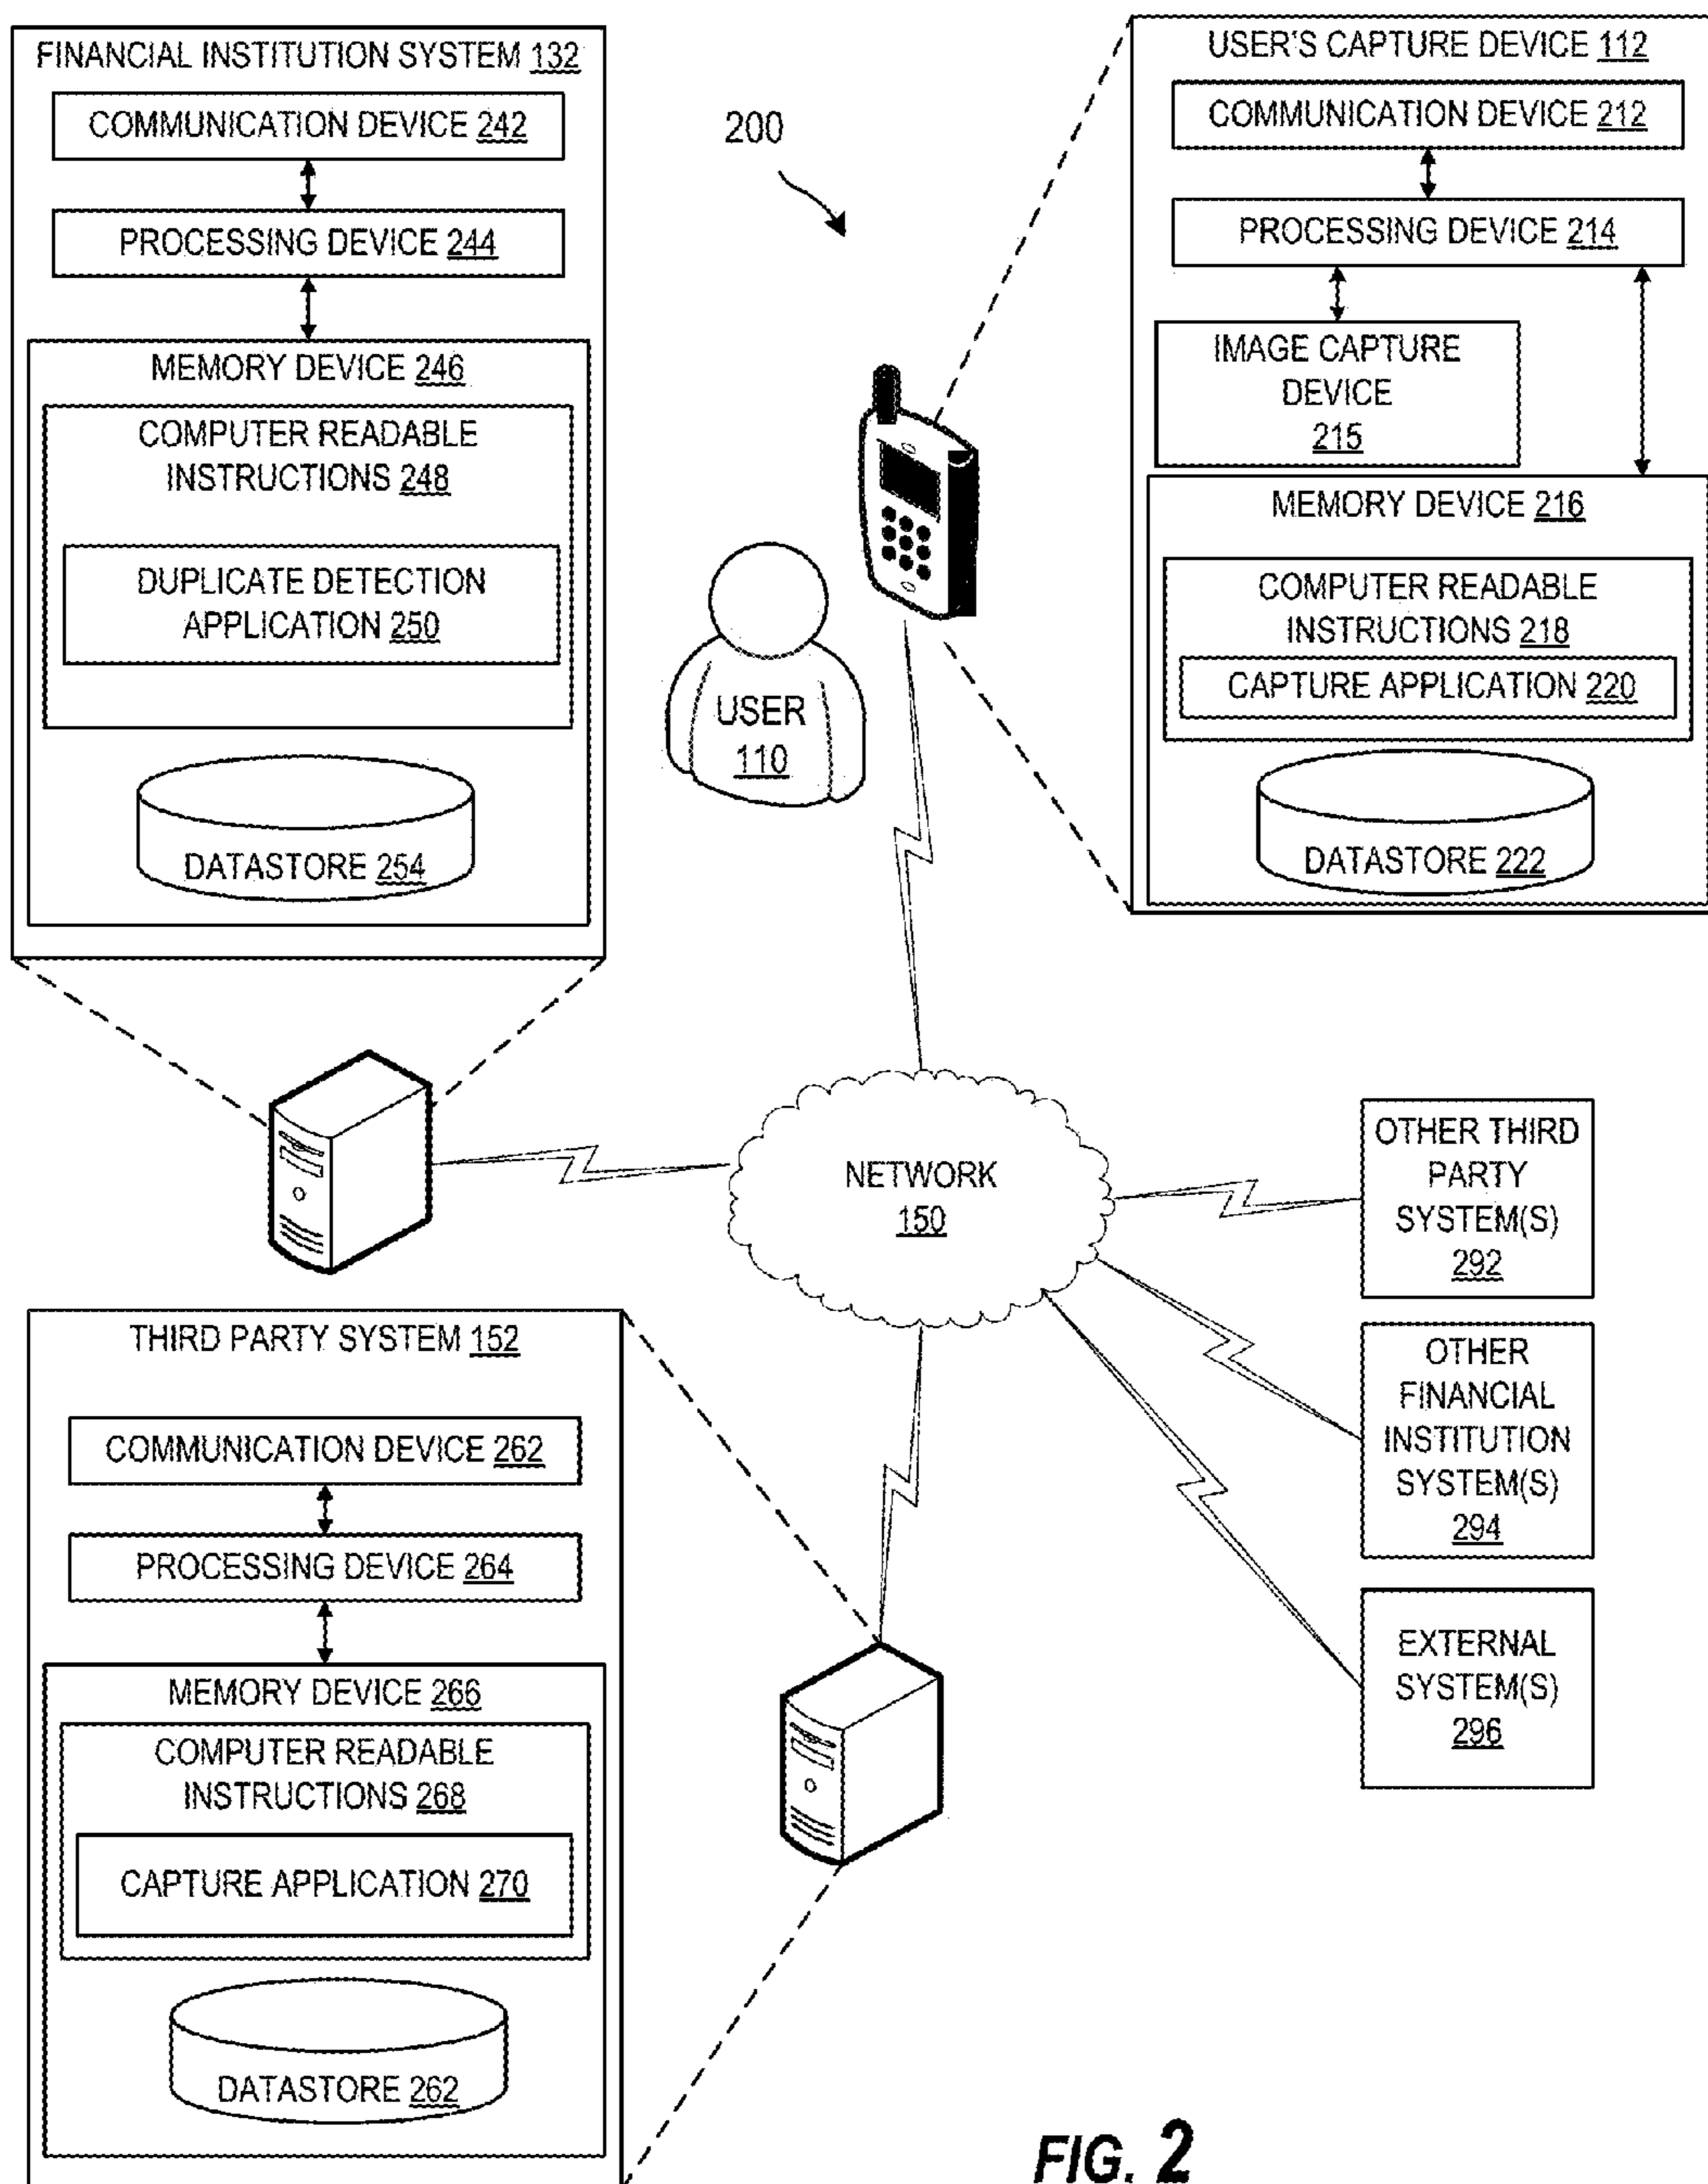 FINANCIAL INSTITUTION SYSTEM 132
COMMUNICATION DEVICE 242
PROCESSING DEVICE 244
MEMORY DEVICE 246
COMPUTER READABLE
INSTRUCTIONS 248
DUPLICATE DETECTION
APPLICATION 250
DATASTORE 254
200
USER
110
USER'S CAPTURE DEVICE 112
COMMUNICATION DEVICE 212
PROCESSING DEVICE 214
IMAGE CAPTURE
DEVICE
215
MEMORY DEVICE 216
COMPUTER READABLE
INSTRUCTIONS 218
CAPTURE APPLICATION 220
DATASTORE 222
NETWORK
150
OTHER THIRD
PARTY
SYSTEM(S)
292
OTHER
FINANCIAL
INSTITUTION
SYSTEM(S)
294
EXTERNAL
SYSTEM(S)
296
THIRD PARTY SYSTEM 152
COMMUNICATION DEVICE 262
PROCESSING DEVICE 264
MEMORY DEVICE 266
COMPUTER READABLE
INSTRUCTIONS 268
CAPTURE APPLICATION 270
DATASTORE 262
FIG. 2